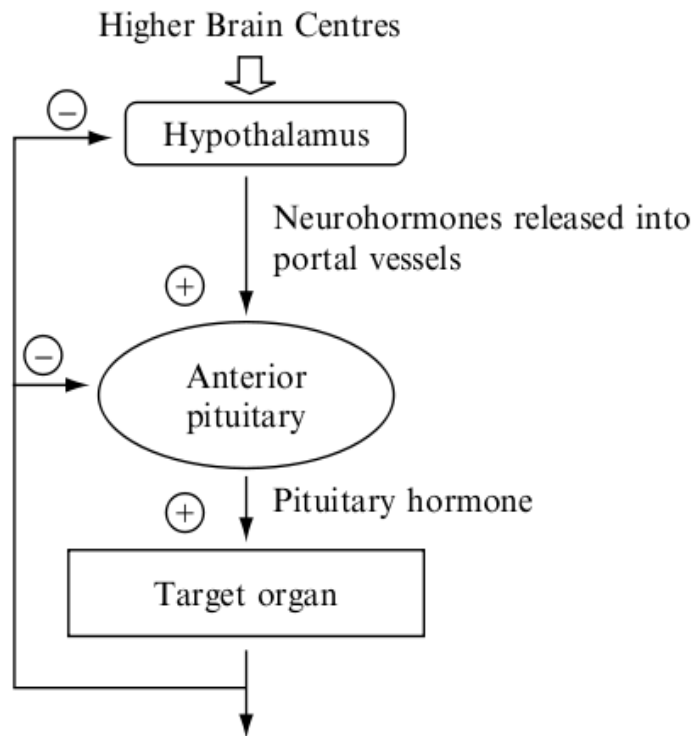 Higher Brain Centres
−
Hypothalamus
Neurohormones released into
portal vessels
+
−
Anterior
pituitary
+
Pituitary hormone
Target organ